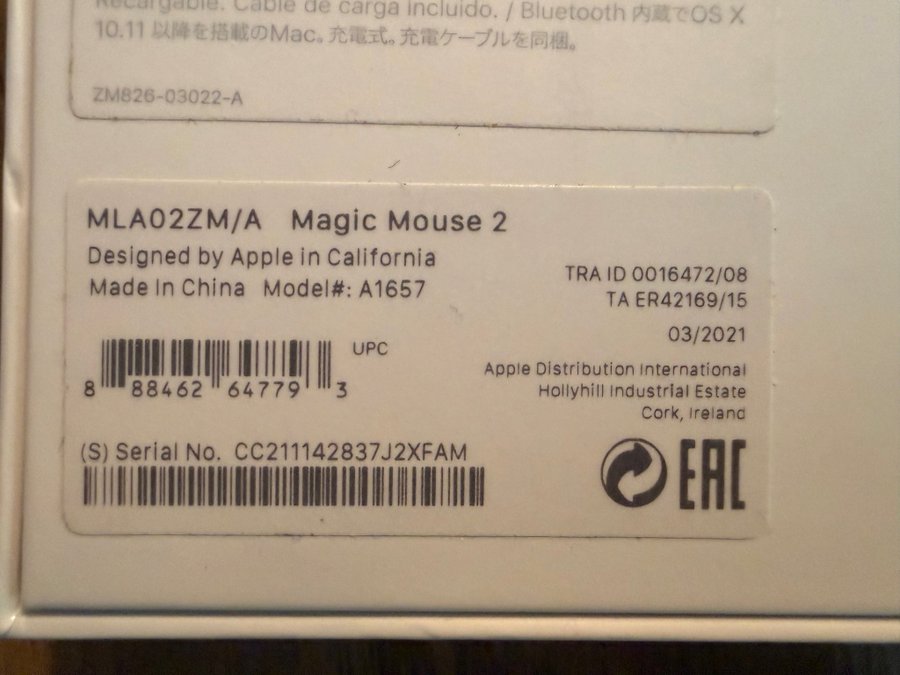 Recargable. Cable de carga incluido. / Bluetooth 内蔵でOS X
10.11 以降を搭載のMac。充電式。充電ケーブルを同梱。
ZM826-03022-A
MLA02ZM/A Magic Mouse 2
Designed by Apple in California
Made In China Model#: A1657
TRA ID 0016472/08
TA ER42169/15
03/2021
UPC
8 88462 64779 3
Apple Distribution International
Hollyhill Industrial Estate
Cork, Ireland
(S) Serial No. CC211142837J2XFAM
EAC